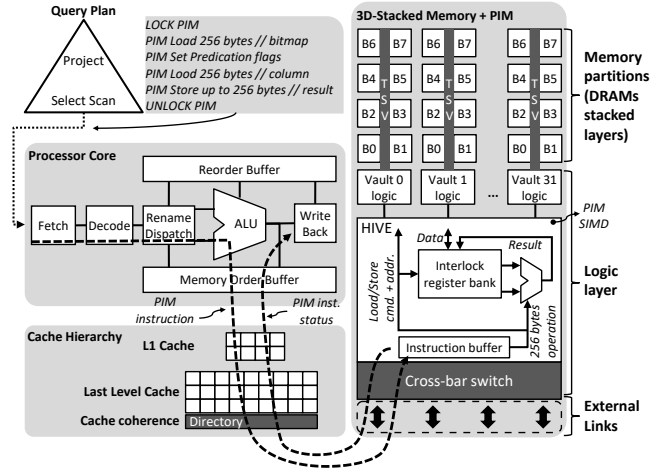 Query Plan
Project
Select Scan
LOCK PIM
PIM Load 256 bytes // bitmap
PIM Set Predication flags
PIM Load 256 bytes // column
PIM Store up to 256 bytes // result
UNLOCK PIM
Processor Core
Reorder Buffer
Fetch
Decode
Rename
Dispatch
ALU
Write
Back
Memory Order Buffer
PIM
instruction
PIM inst.
status
Cache Hierarchy
L1 Cache
Last Level Cache
Cache coherence
Directory
3D-Stacked Memory + PIM
B6
B7
B6
B7
B6
B7
B4
B5
B4
B5
B4
B5
B2
B3
B2
B3
B2
B3
B0
B1
B0
B1
B0
B1
TSV
TSV
TSV
Memory
partitions
(DRAMs
stacked
layers)
Vault 0
logic
Vault 1
logic
...
Vault 31
logic
PIM
SIMD
HIVE
Data
Result
Load/Store
cmd. + addr.
Interlock
register bank
256 bytes
operation
Instruction buffer
Logic
layer
Cross-bar switch
External
Links